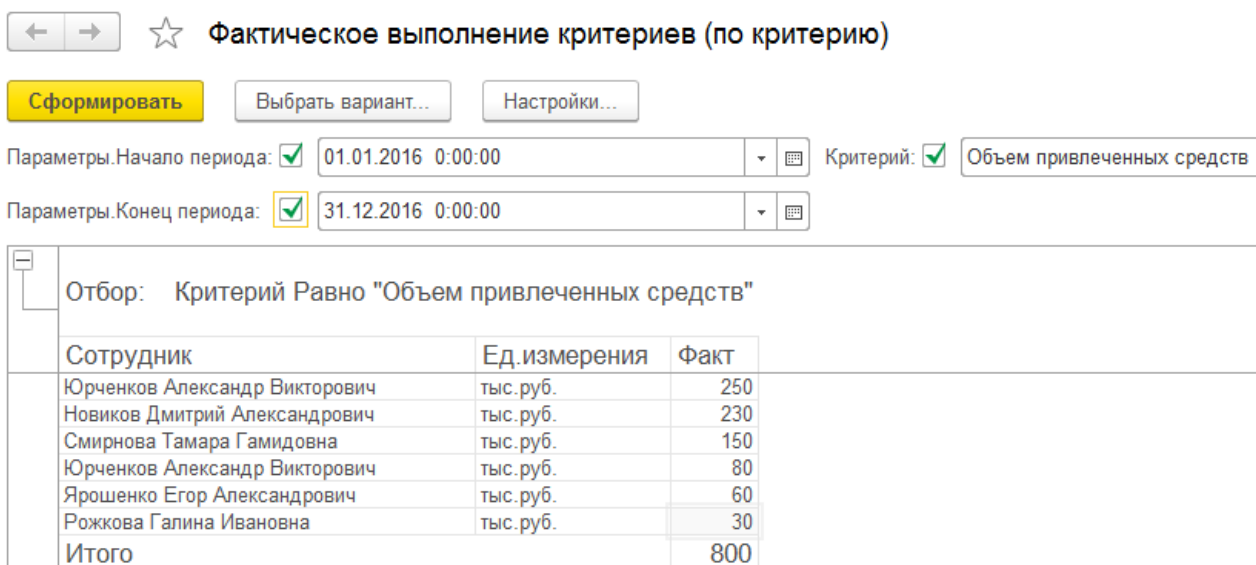 Фактическое выполнение критериев (по критерию)
Сформировать Выбрать вариант... Настройки...
Параметры.Начало периода: 01.01.2016 0:00:00 Критерий: Объем привлеченных средств
Параметры.Конец периода: 31.12.2016 0:00:00
Отбор: Критерий Равно "Объем привлеченных средств"
Сотрудник Ед.измерения Факт
Юрченков Александр Викторович тыс.руб. 250
Новиков Дмитрий Александрович тыс.руб. 230
Смирнова Тамара Гамидовна тыс.руб. 150
Юрченков Александр Викторович тыс.руб. 80
Ярошенко Егор Александрович тыс.руб. 60
Рожкова Галина Ивановна тыс.руб. 30
Итого 800